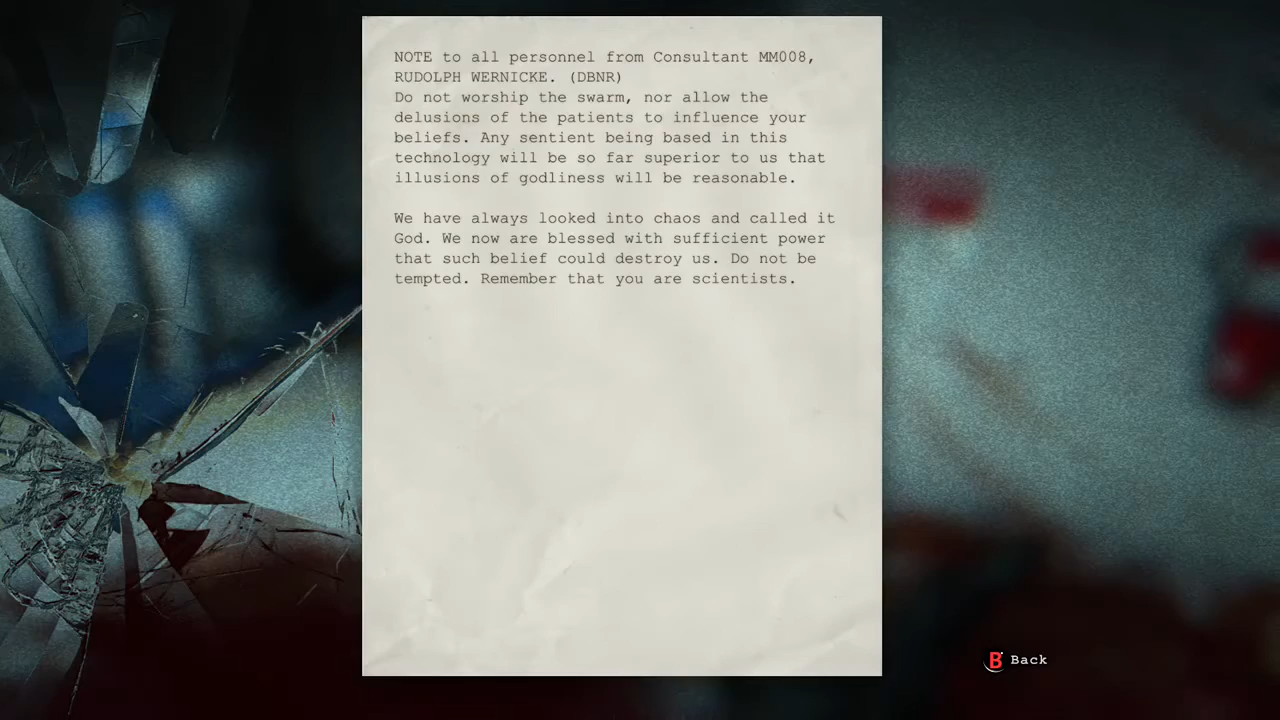 NOTE to all personnel from Consultant MM008,
RUDOLPH WERNICKE. (DBNR)
Do not worship the swarm, nor allow the
delusions of the patients to influence your
beliefs. Any sentient being based in this
technology will be so far superior to us that
illusions of godliness will be reasonable.
We have always looked into chaos and called it
God. We now are blessed with sufficient power
that such belief could destroy us. Do not be
tempted. Remember that you are scientists.
B Back